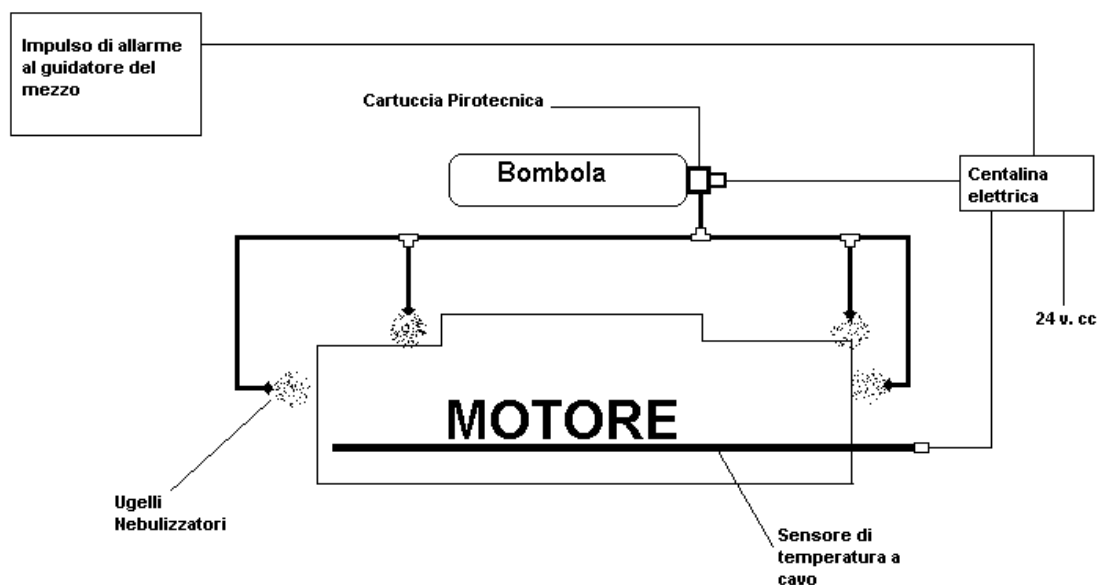 Impulso di allarme
al guidatore del
mezzo
Cartuccia Pirotecnica
Bombola
Centalina
elettrica
24 v. cc
MOTORE
Ugelli
Nebulizzatori
Sensore di
temperatura a
cavo